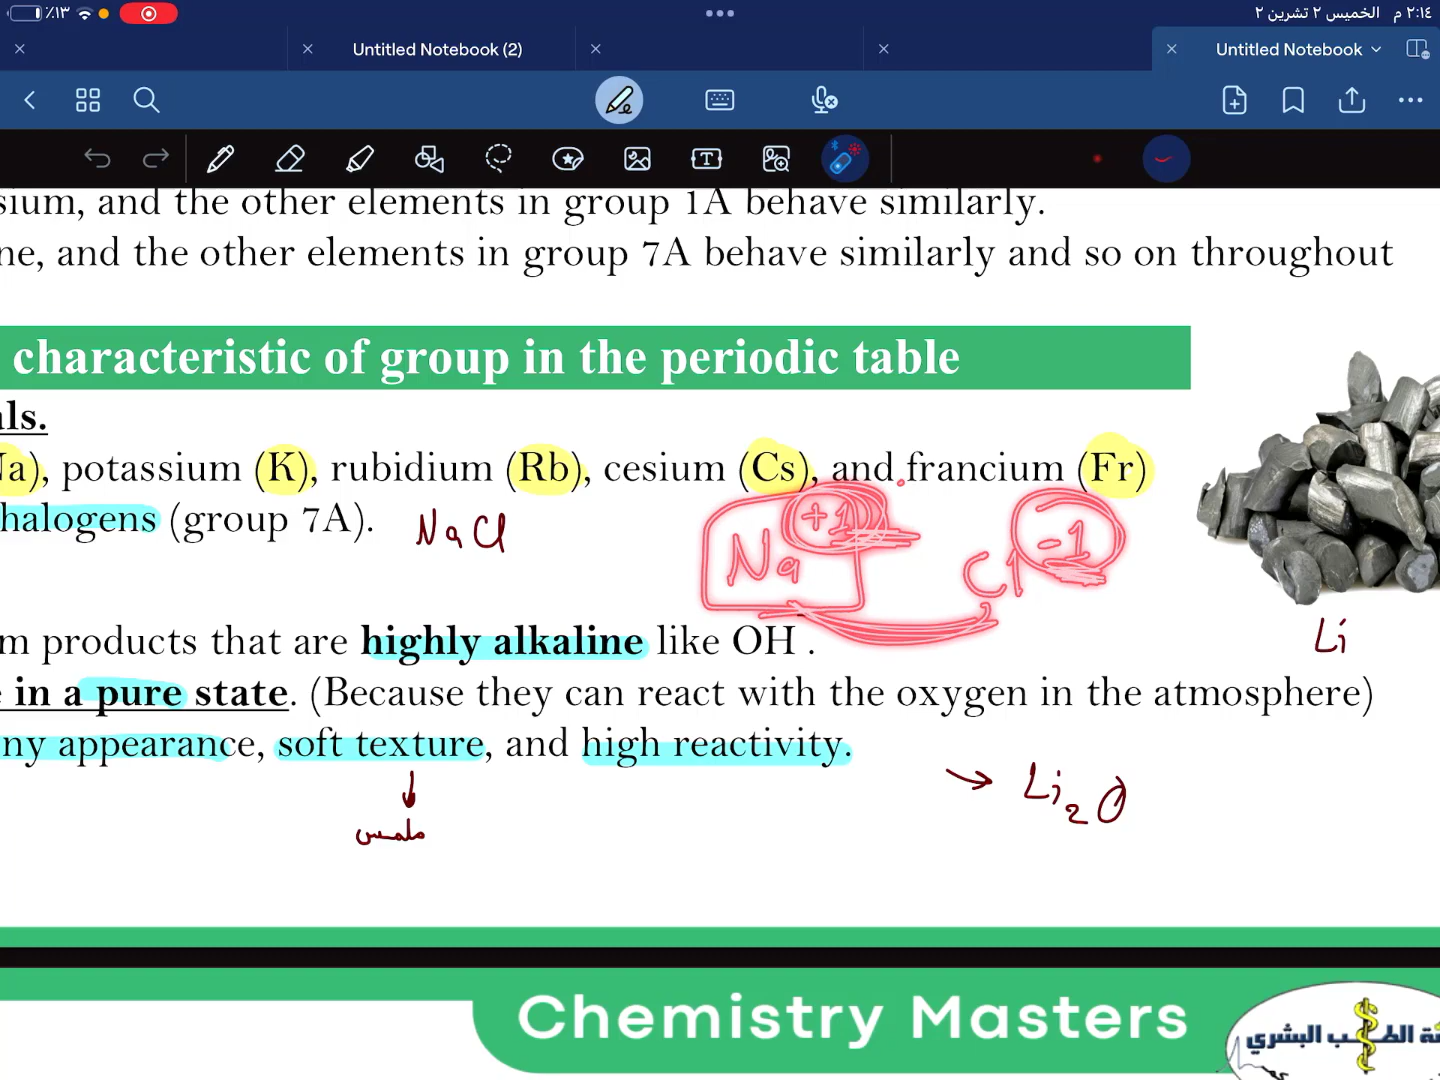 ٪١٣
٢:١٤ م الخميس ٢ تشرين ٢
Untitled Notebook (2)
Untitled Notebook
sium, and the other elements in group 1A behave similarly.
ne, and the other elements in group 7A behave similarly and so on throughout
characteristic of group in the periodic table
als.
Na), potassium (K), rubidium (Rb), cesium (Cs), and francium (Fr)
halogens (group 7A).
NaCl
Na+1
Cl-1
m products that are highly alkaline like OH-.
Li
e in a pure state. (Because they can react with the oxygen in the atmosphere)
ny appearance, soft texture, and high reactivity.
→ Li2O
ملمس
Chemistry Masters
الطب البشري